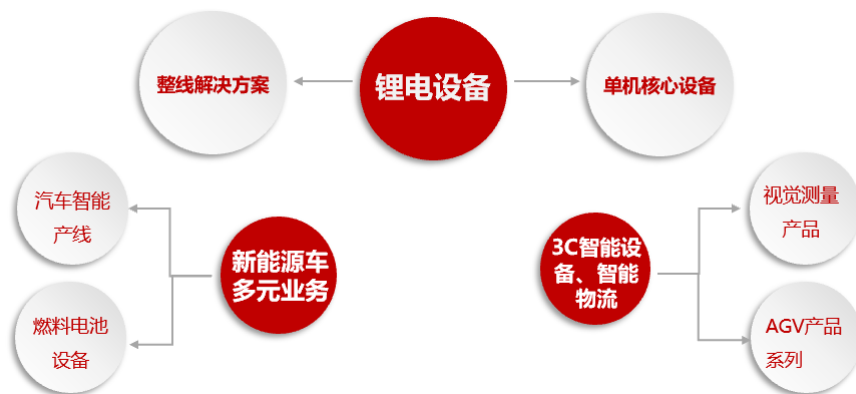 整线解决方案
锂电设备
单机核心设备
汽车智能
产线
燃料电池
设备
新能源车
多元业务
3C智能设
备、智能
物流
视觉测量
产品
AGV产品
系列